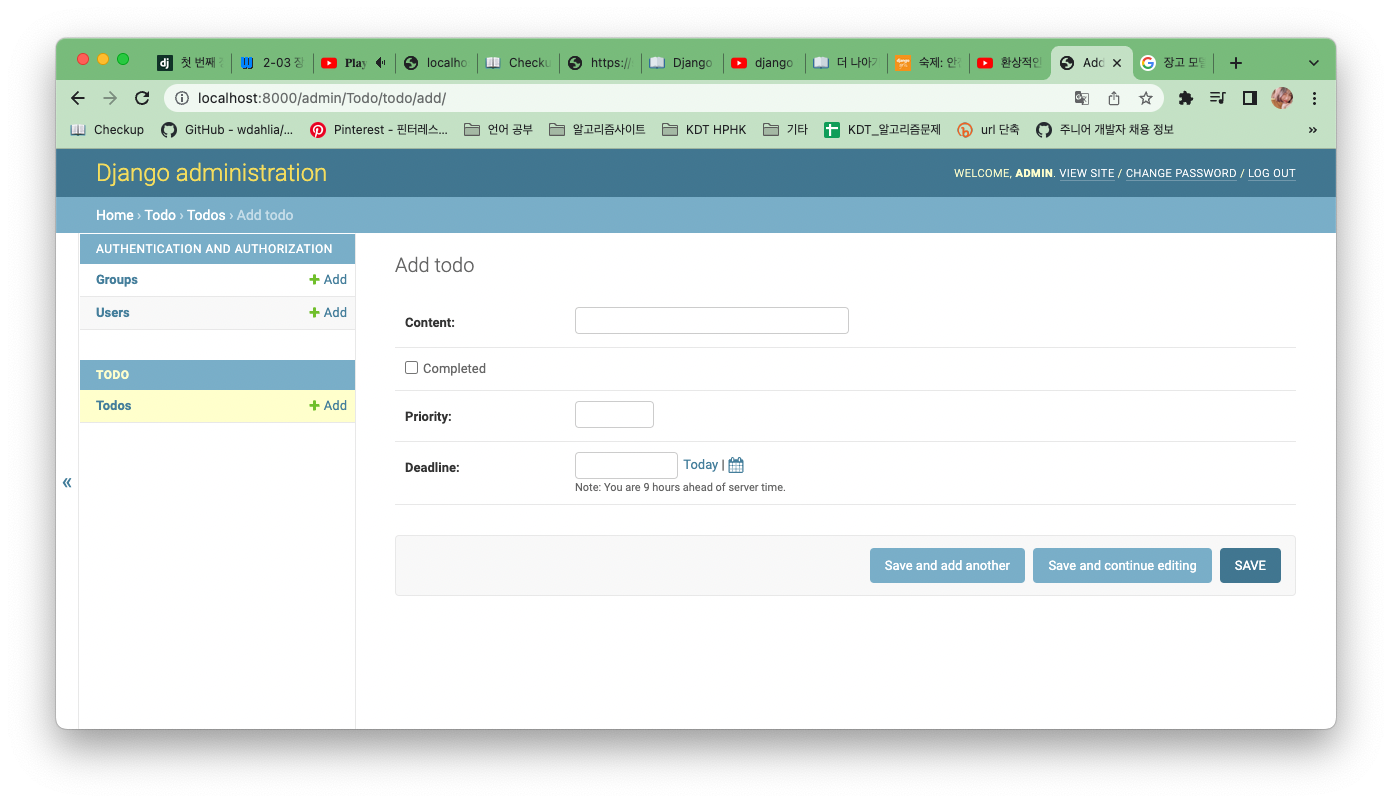 dj 첫 번째 2-03 장 Play localho Checku https:// Django django 더 나아가 숙제: 안 환상적인 Add 장고 모델
localhost:8000/admin/Todo/todo/add/
Checkup GitHub - wdahlia/... Pinterest - 핀터레스... 언어 공부 알고리즘사이트 KDT HPHK 기타 KDT_알고리즘문제 url 단축 주니어 개발자 채용 정보 »
Django administration WELCOME, ADMIN. VIEW SITE / CHANGE PASSWORD / LOG OUT
Home › Todo › Todos › Add todo
AUTHENTICATION AND AUTHORIZATION
Groups + Add
Users + Add
TODO
Todos + Add
«
Add todo
Content:
Completed
Priority:
Deadline: Today |
Note: You are 9 hours ahead of server time.
Save and add another Save and continue editing SAVE